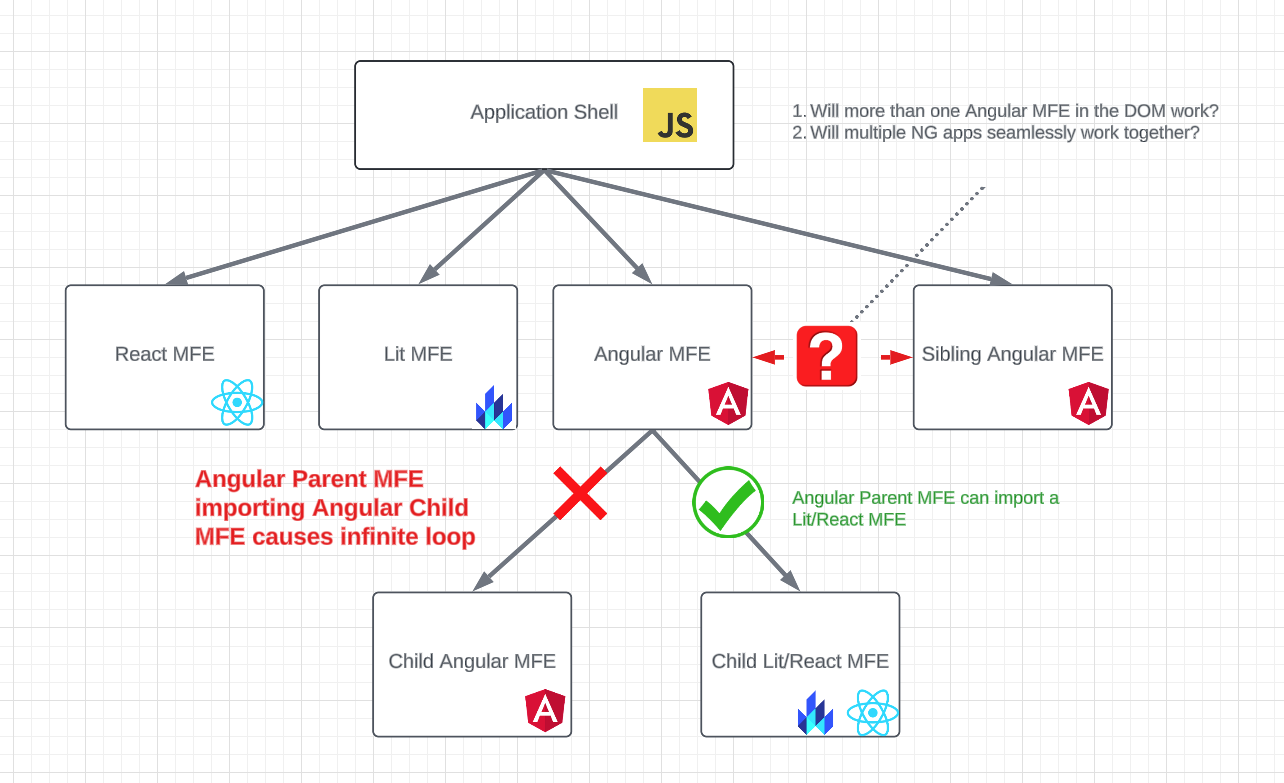 Application Shell
JS
1. Will more than one Angular MFE in the DOM work?
2. Will multiple NG apps seamlessly work together?
React MFE
Lit MFE
Angular MFE
?
Sibling Angular MFE
A
A
Angular Parent MFE
importing Angular Child
MFE causes infinite loop
Angular Parent MFE can import a
Lit/React MFE
Child Angular MFE
A
Child Lit/React MFE